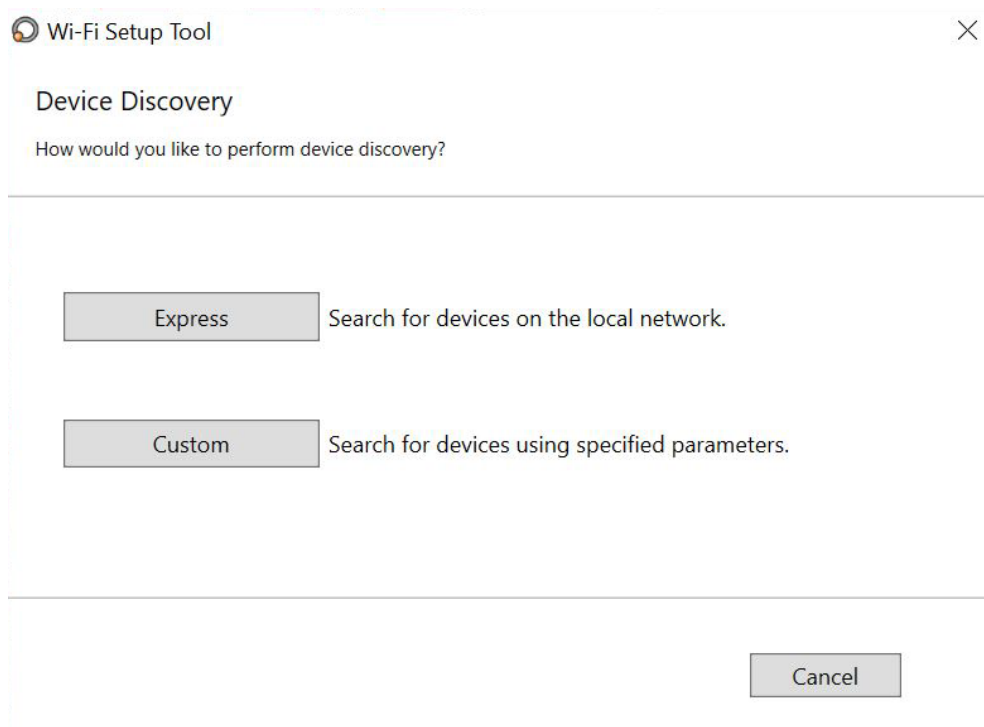 Wi-Fi Setup Tool
Device Discovery
How would you like to perform device discovery?
Express Search for devices on the local network.
Custom Search for devices using specified parameters.
Cancel